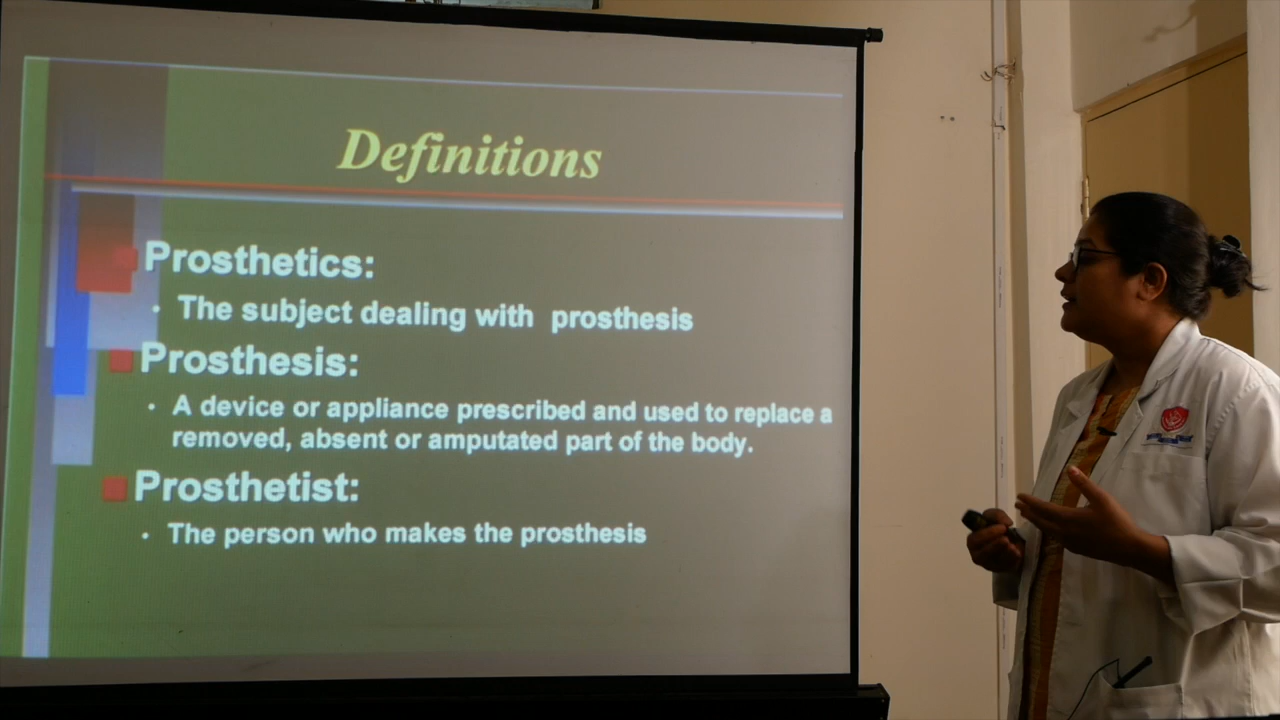 Definitions
Prosthetics:
• The subject dealing with prosthesis
Prosthesis:
• A device or appliance prescribed and used to replace a
removed, absent or amputated part of the body.
Prosthetist:
• The person who makes the prosthesis